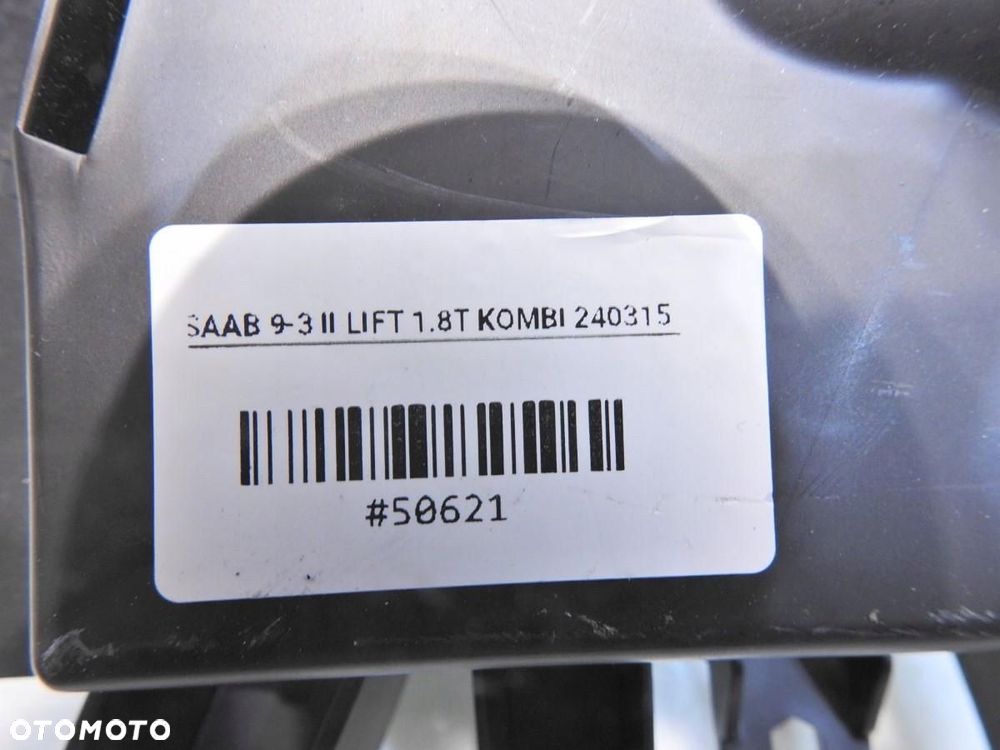 SAAB 9-3 II LIFT 1.8T KOMBI 240315
#50621
OTOMOTO